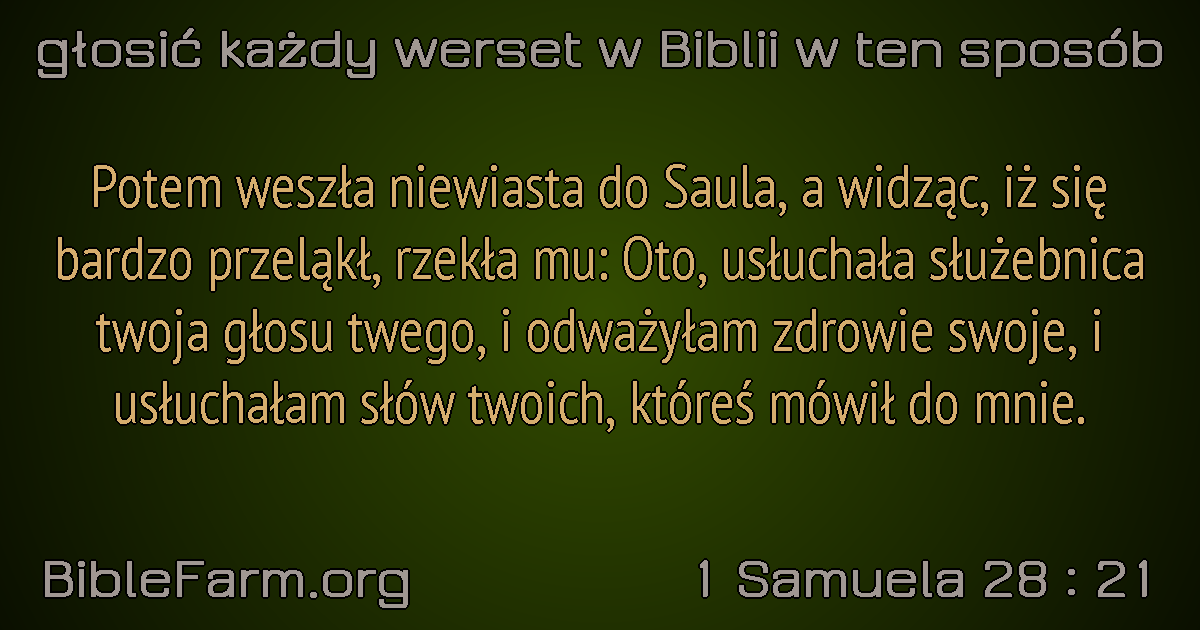 głosić każdy werset w Biblii w ten sposób
Potem weszła niewiasta do Saula, a widząc, iż się
bardzo przeląkł, rzekła mu: Oto, usłuchała służebnica
twoja głosu twego, i odważyłam zdrowie swoje, i
usłuchałam słów twoich, któreś mówił do mnie.
BibleFarm.org
1 Samuela 28 : 21